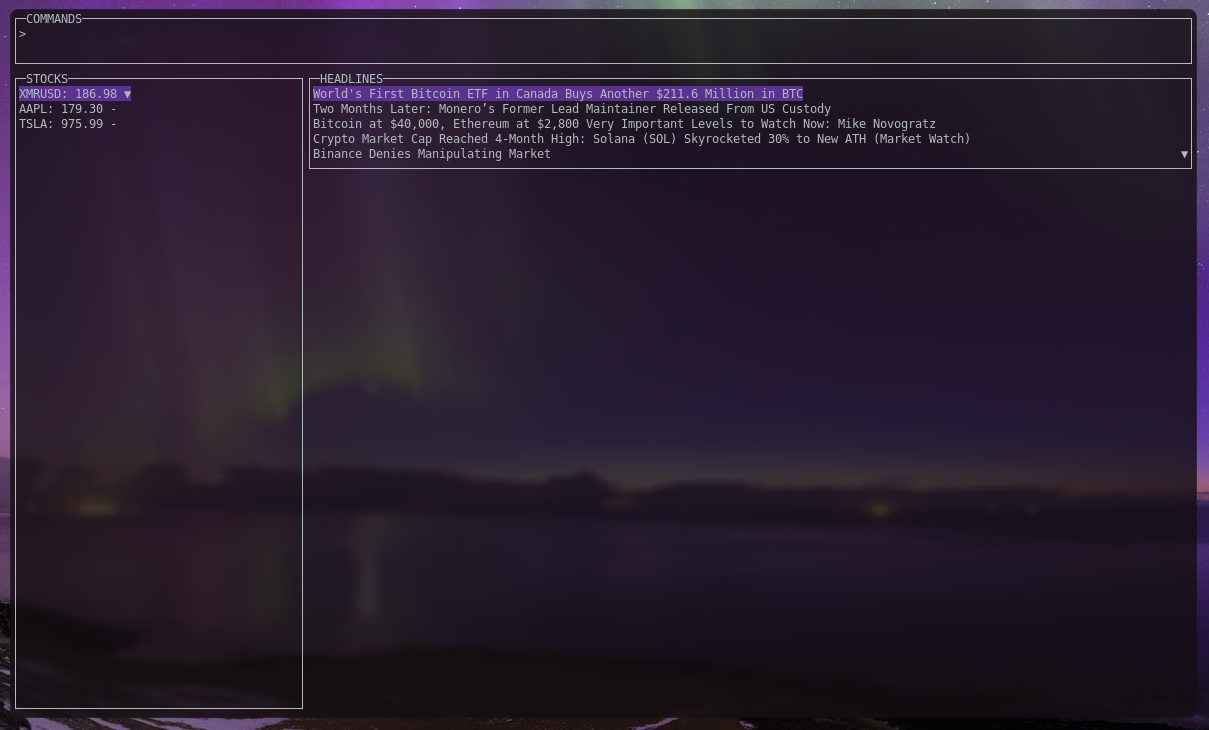 COMMANDS
>
STOCKS
XMRUSD: 186.98 ▼
AAPL: 179.30 -
TSLA: 975.99 -
HEADLINES
World's First Bitcoin ETF in Canada Buys Another $211.6 Million in BTC
Two Months Later: Monero’s Former Lead Maintainer Released From US Custody
Bitcoin at $40,000, Ethereum at $2,800 Very Important Levels to Watch Now: Mike Novogratz
Crypto Market Cap Reached 4-Month High: Solana (SOL) Skyrocketed 30% to New ATH (Market Watch)
Binance Denies Manipulating Market ▼